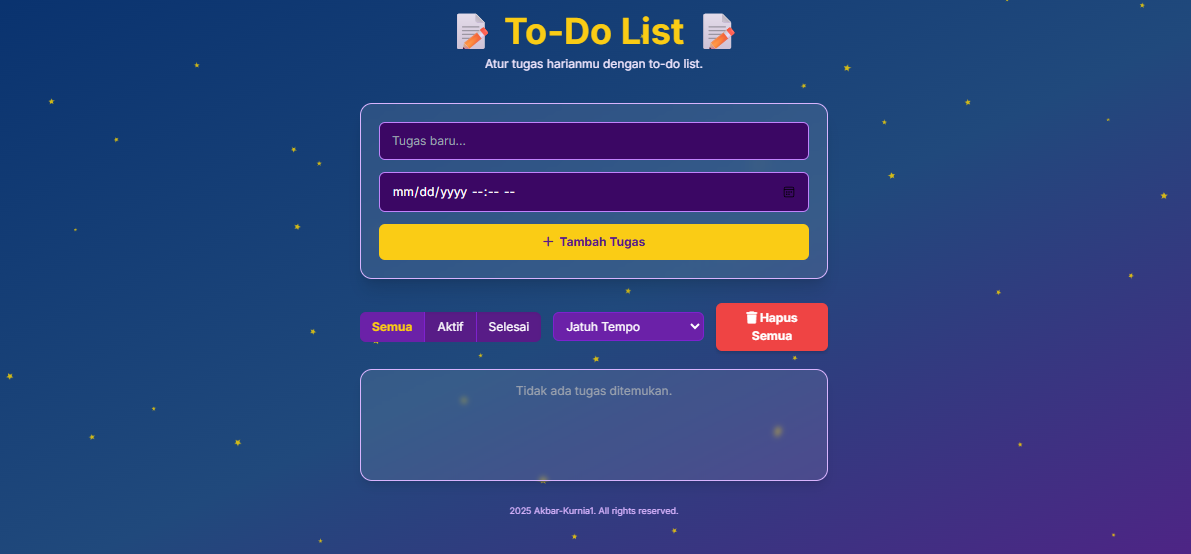 To-Do List
Atur tugas harianmu dengan to-do list.
Tugas baru...
mm/dd/yyyy --:-- --
+ Tambah Tugas
Semua Aktif Selesai Jatuh Tempo Hapus
Semua
Tidak ada tugas ditemukan.
2025 Akbar-Kurnia1. All rights reserved.